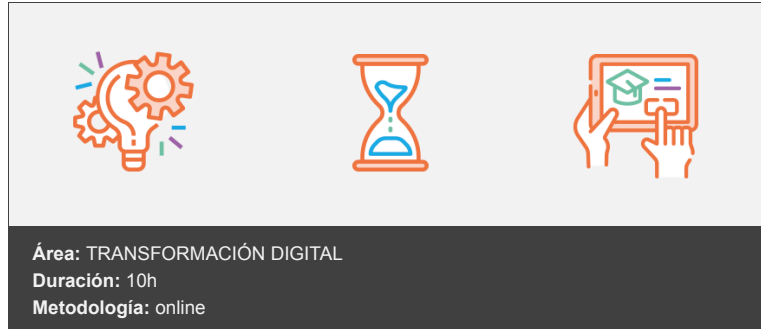 Área: TRANSFORMACIÓN DIGITAL
Duración: 10h
Metodología: online